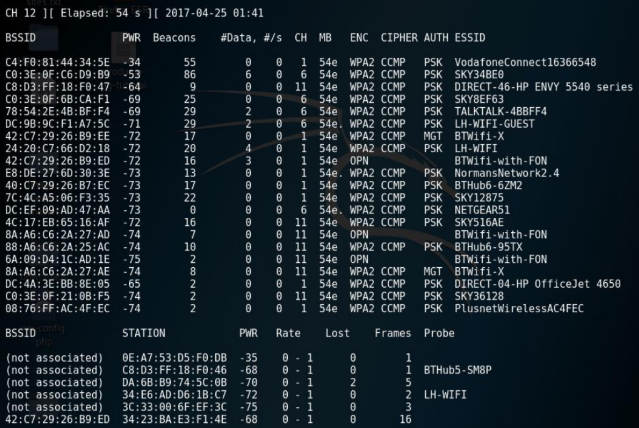 CH 12 ][ Elapsed: 54 s ][ 2017-04-25 01:41
BSSID PWR Beacons #Data, #/s CH MB ENC CIPHER AUTH ESSID
C4:F0:81:44:34:5E -34 55 0 0 1 54e WPA2 CCMP PSK VodafoneConnect16366548
C0:3E:0F:C6:D9:B9 -53 86 6 0 6 54e WPA2 CCMP PSK SKY34BE0
C8:D3:FF:18:F0:47 -64 9 0 0 11 54e WPA2 CCMP PSK DIRECT-46-HP ENVY 5540 series
C0:3E:0F:6B:CA:F1 -69 25 0 0 6 54e WPA2 CCMP PSK SKY8EF63
78:54:2E:4B:BF:F4 -69 29 2 0 6 54e WPA2 CCMP PSK TALKTALK-4BBFF4
DC:9B:9C:F1:A7:5C -71 29 2 0 6 54e. WPA2 CCMP PSK LH-WIFI-GUEST
42:C7:29:26:B9:EE -72 17 0 0 1 54e WPA2 CCMP MGT BTWifi-X
24:20:C7:66:D2:18 -72 20 4 0 1 54e WPA2 CCMP PSK LH-WIFI
42:C7:29:26:B9:ED -72 16 3 0 1 54e OPN BTWifi-with-FON
E8:DE:27:6D:30:3E -73 13 0 0 1 54e. WPA2 CCMP PSK NormansNetwork2.4
40:C7:29:26:B7:EC -73 17 0 0 1 54e WPA2 CCMP PSK BTHub6-6ZM2
7C:4C:A5:06:F3:35 -73 22 0 0 1 54e WPA2 CCMP PSK SKY12875
DC:EF:09:AD:47:AA -73 0 0 0 6 54e. WPA2 CCMP PSK NETGEAR51
4C:17:EB:65:16:AF -72 16 0 0 11 54e WPA2 CCMP PSK SKY516AE
8A:A6:C6:2A:27:AD -74 7 0 0 11 54e OPN BTWifi-with-FON
88:A6:C6:2A:25:AC -74 10 0 0 11 54e WPA2 CCMP PSK BTHub6-95TX
6A:09:D4:1C:AD:1E -75 2 0 0 11 54e OPN BTWifi-with-FON
8A:A6:C6:2A:27:AE -74 8 0 0 11 54e WPA2 CCMP MGT BTWifi-X
DC:4A:3E:BB:8E:05 -65 2 0 0 1 54e WPA2 CCMP PSK DIRECT-04-HP OfficeJet 4650
C0:3E:0F:21:0B:F5 -74 2 0 0 11 54e WPA2 CCMP PSK SKY36128
08:76:FF:AC:4F:EC -74 2 0 0 1 54e WPA2 CCMP PSK PlusnetWirelessAC4FEC
BSSID STATION PWR Rate Lost Frames Probe
(not associated) 0E:A7:53:D5:F0:DB -35 0 - 1 0 1
(not associated) C8:D3:FF:18:F0:46 -68 0 - 1 0 1 BTHub5-SM8P
(not associated) DA:6B:B9:74:5C:0B -70 0 - 1 2 5
(not associated) 34:E6:AD:D6:1B:C7 -72 0 - 1 0 2 LH-WIFI
(not associated) 3C:33:00:6F:EF:3C -75 0 - 1 0 3
42:C7:29:26:B9:ED 34:23:BA:E3:F1:4E -68 0 - 1 0 16